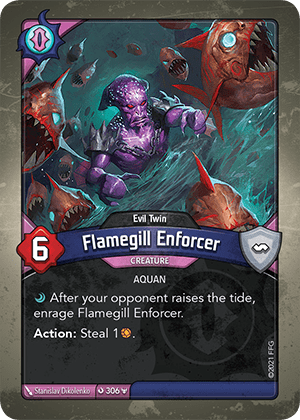 Evil Twin
Flamegill Enforcer
CREATURE
6
AQUAN
After your opponent raises the tide,
enrage Flamegill Enforcer.
Action: Steal 1 .
Stanislav Dikolenko
306
©2021 FFG